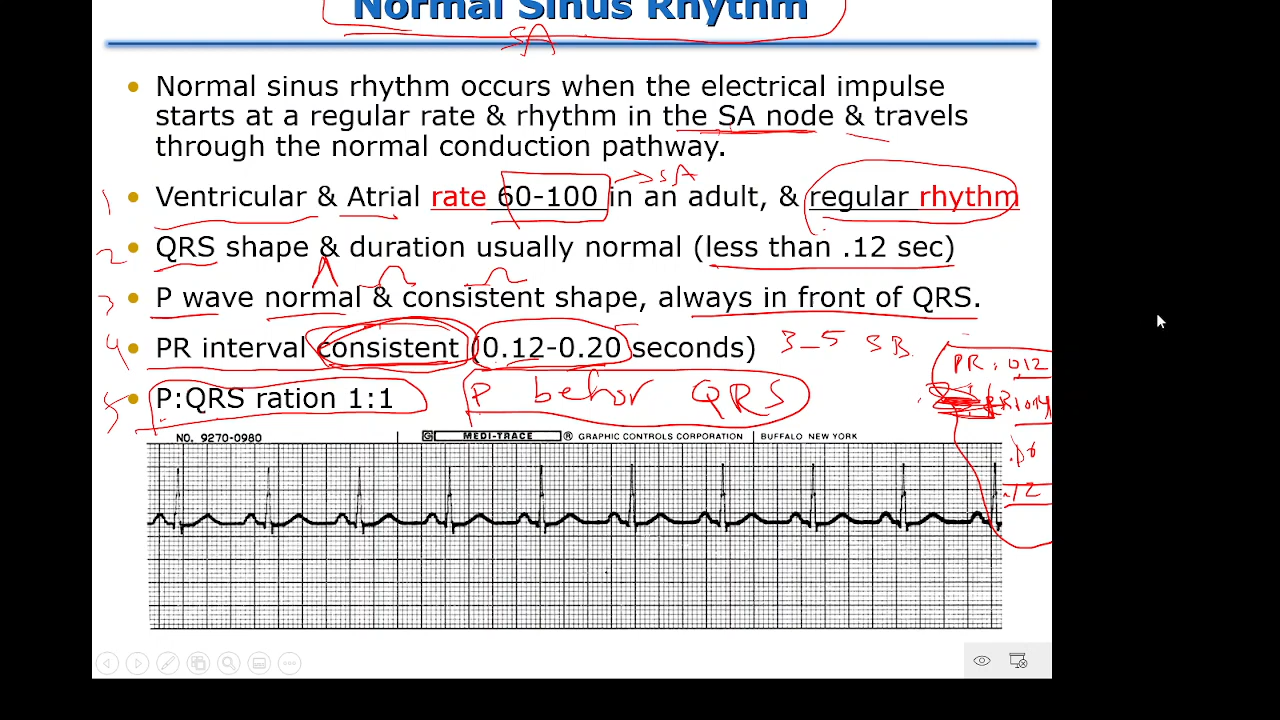 Normal Sinus Rhythm
SA
• Normal sinus rhythm occurs when the electrical impulse
starts at a regular rate & rhythm in the SA node & travels
through the normal conduction pathway.
SA
1 • Ventricular & Atrial rate 60-100 in an adult, & regular rhythm
2 • QRS shape & duration usually normal (less than .12 sec)
3 • P wave normal & consistent shape, always in front of QRS.
4 • PR interval consistent (0.12-0.20 seconds) 3-5 SB
PR: 0.12
5 • P:QRS ration 1:1 P behor QRS
NO. 9270-0980 G MEDI-TRACE ® GRAPHIC CONTROLS CORPORATION BUFFALO NEW YORK
.12